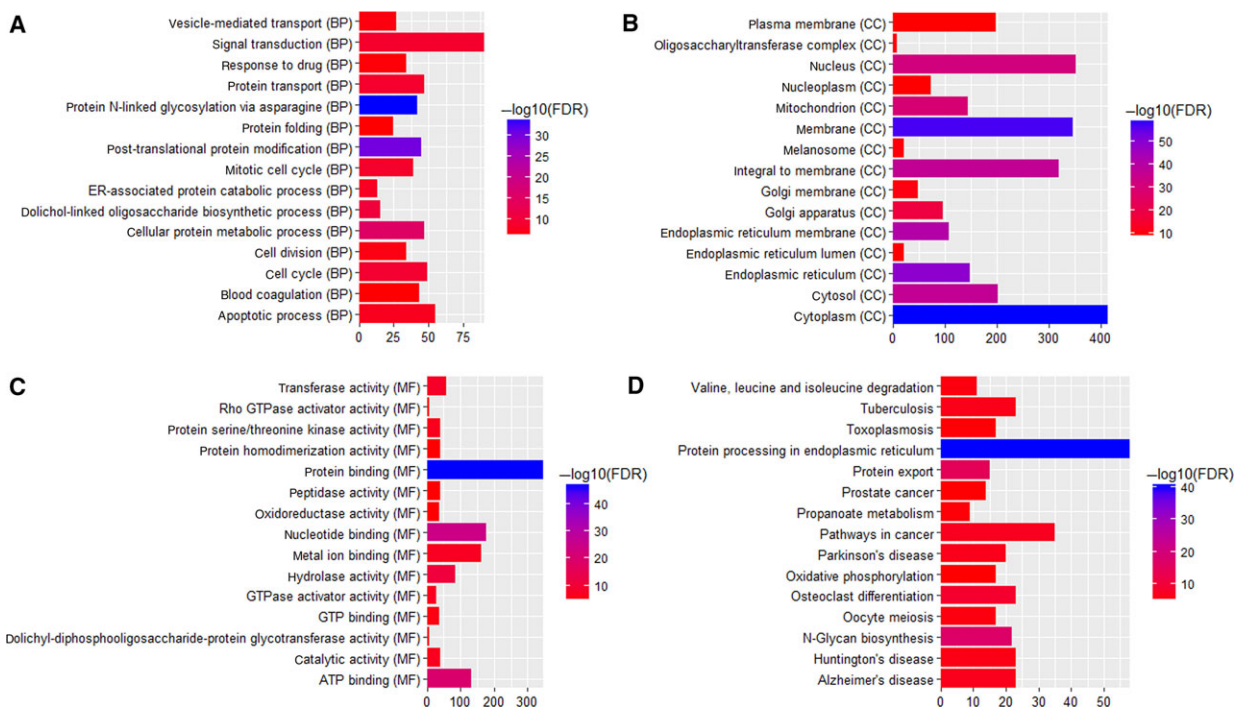 A
Vesicle-mediated transport (BP)
Signal transduction (BP)
Response to drug (BP)
Protein transport (BP)
Protein N-linked glycosylation via asparagine (BP)
Protein folding (BP)
Post-translational protein modification (BP)
Mitotic cell cycle (BP)
ER-associated protein catabolic process (BP)
Dolichol-linked oligosaccharide biosynthetic process (BP)
Cellular protein metabolic process (BP)
Cell division (BP)
Cell cycle (BP)
Blood coagulation (BP)
Apoptotic process (BP)
0 25 50 75
−log10(FDR)
30
25
20
15
10
B
Plasma membrane (CC)
Oligosaccharyltransferase complex (CC)
Nucleus (CC)
Nucleoplasm (CC)
Mitochondrion (CC)
Membrane (CC)
Melanosome (CC)
Integral to membrane (CC)
Golgi membrane (CC)
Golgi apparatus (CC)
Endoplasmic reticulum membrane (CC)
Endoplasmic reticulum lumen (CC)
Endoplasmic reticulum (CC)
Cytosol (CC)
Cytoplasm (CC)
0 100 200 300 400
−log10(FDR)
50
40
30
20
10
C
Transferase activity (MF)
Rho GTPase activator activity (MF)
Protein serine/threonine kinase activity (MF)
Protein homodimerization activity (MF)
Protein binding (MF)
Peptidase activity (MF)
Oxidoreductase activity (MF)
Nucleotide binding (MF)
Metal ion binding (MF)
Hydrolase activity (MF)
GTPase activator activity (MF)
GTP binding (MF)
Dolichyl-diphosphooligosaccharide-protein glycotransferase activity (MF)
Catalytic activity (MF)
ATP binding (MF)
0 100 200 300
−log10(FDR)
40
30
20
10
D
Valine, leucine and isoleucine degradation
Tuberculosis
Toxoplasmosis
Protein processing in endoplasmic reticulum
Protein export
Prostate cancer
Propanoate metabolism
Pathways in cancer
Parkinson's disease
Oxidative phosphorylation
Osteoclast differentiation
Oocyte meiosis
N-Glycan biosynthesis
Huntington's disease
Alzheimer's disease
0 10 20 30 40 50
−log10(FDR)
40
30
20
10